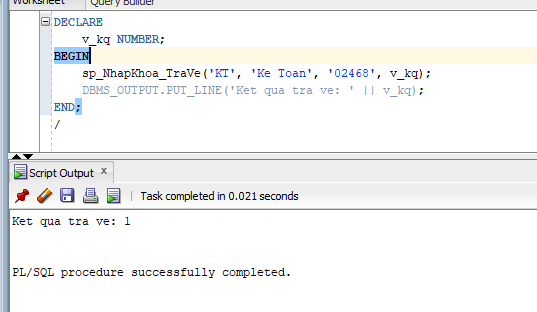 Worksheet Query Builder
DECLARE
v_kq NUMBER;
BEGIN
sp_NhapKhoa_TraVe('KT', 'Ke Toan', '02468', v_kq);
DBMS_OUTPUT.PUT_LINE('Ket qua tra ve: ' || v_kq);
END;
/
Script Output x
Task completed in 0.021 seconds
Ket qua tra ve: 1
PL/SQL procedure successfully completed.